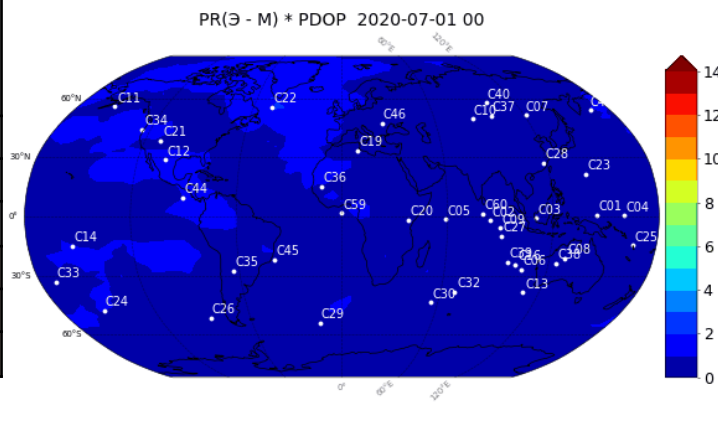 PR(Э - М) * PDOP 2020-07-01 00
60°E 120°E
60°N
30°N
0°
30°S
60°S
0° 60°E 120°E
C11
C22
C34
C21
C12
C44
C46
C19
C36
C59
C20
C05
C40
C37
C10
C07
C28
C23
C60
C02
C09
C27
C03
C01
C04
C25
C14
C33
C24
C35
C45
C26
C29
C30
C32
C06
C13
C08
C38
14
12
10
8
6
4
2
0